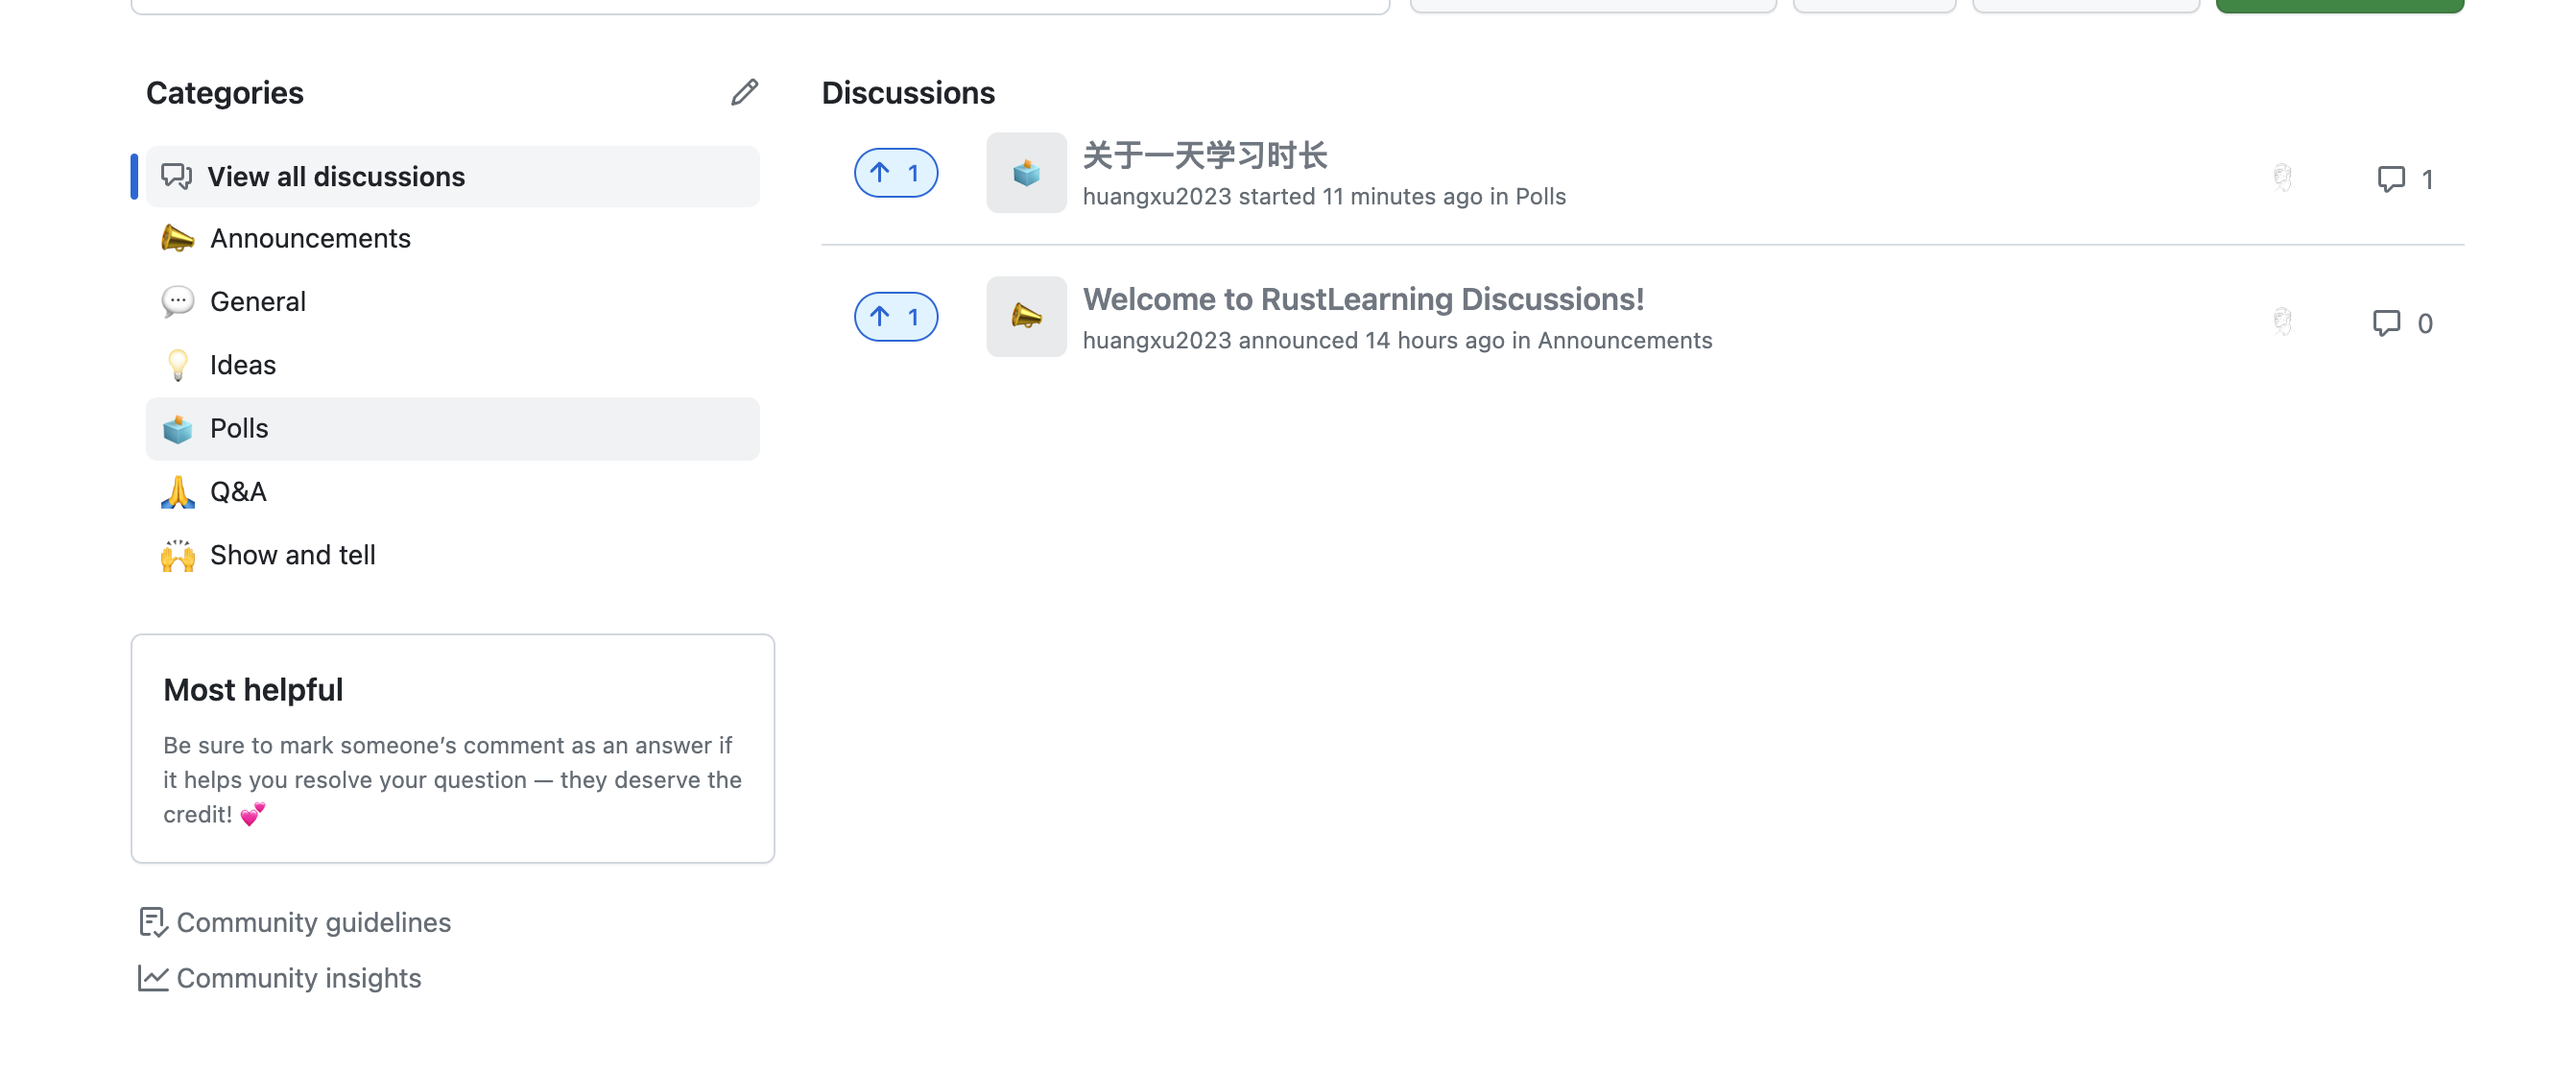 Categories
View all discussions
Announcements
General
Ideas
Polls
Q&A
Show and tell
Most helpful
Be sure to mark someone’s comment as an answer if
it helps you resolve your question — they deserve the
credit! 💕
Community guidelines
Community insights
Discussions
1
关于一天学习时长
huangxu2023 started 11 minutes ago in Polls
1
1
Welcome to RustLearning Discussions!
huangxu2023 announced 14 hours ago in Announcements
0